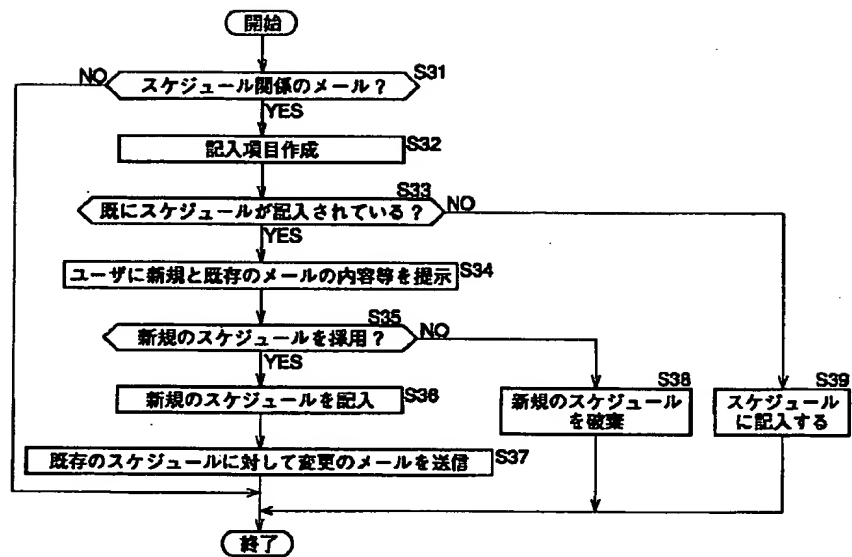 開始
スケジュール関係のメール？
S31
NO
YES
記入項目作成
S32
既にスケジュールが記入されている？
S33
NO
YES
ユーザに新規と既存のメールの内容等を提示
S34
新規のスケジュールを採用？
S35
NO
YES
新規のスケジュールを記入
S36
新規のスケジュール
を破棄
S38
スケジュール
に記入する
S39
既存のスケジュールに対して変更のメールを送信
S37
終了